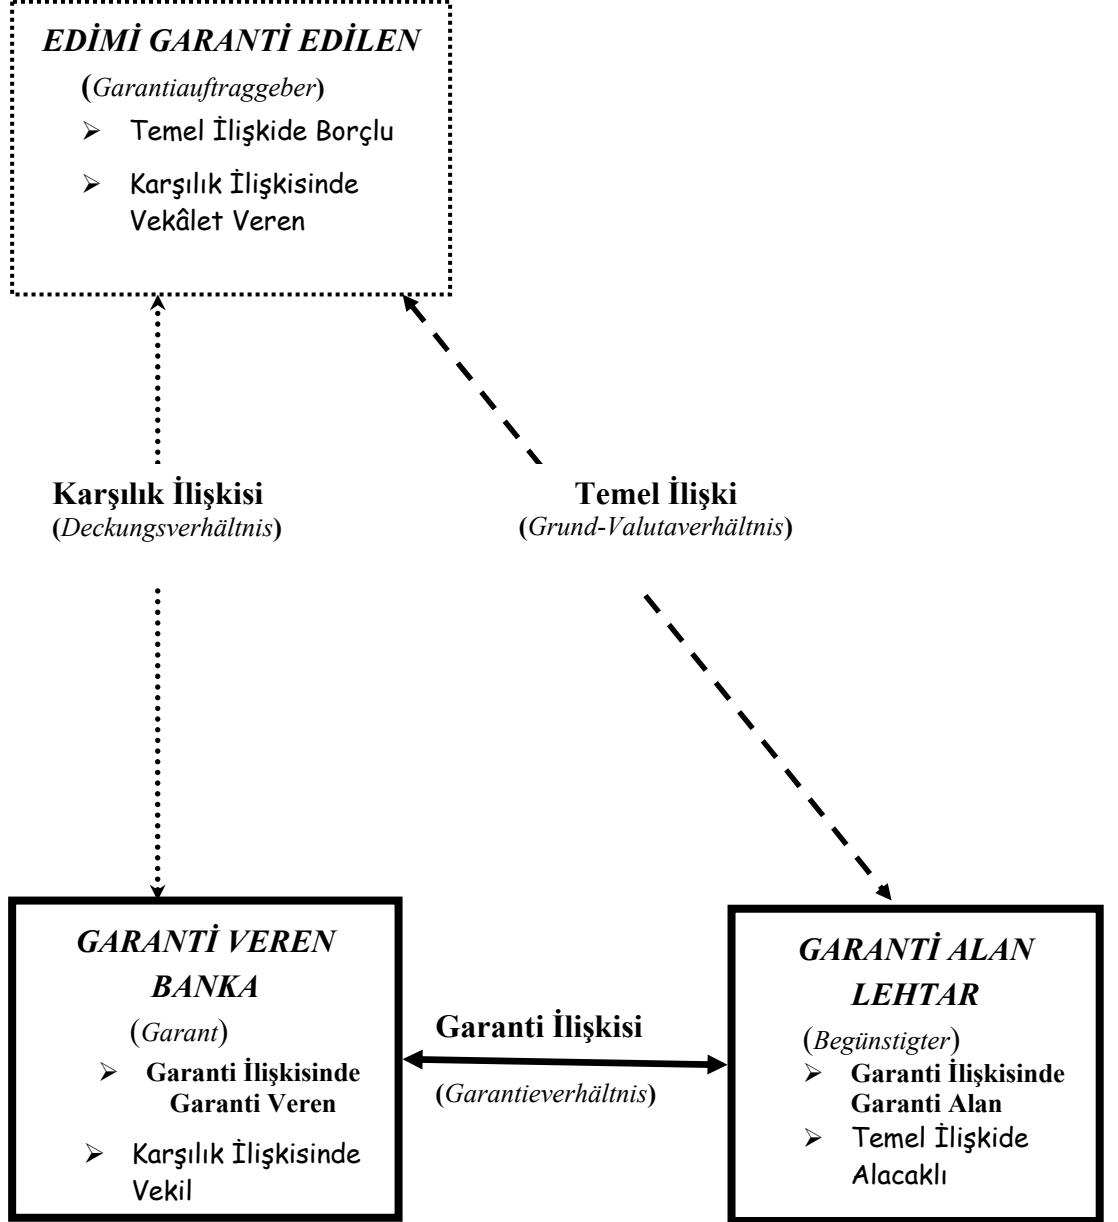 EDİMİ GARANTİ EDİLEN
(Garantiauftraggeber)
➢ Temel İlişkide Borçlu
➢ Karşılık İlişkisinde
Vekâlet Veren
Karşılık İlişkisi
(Deckungsverhältnis)
Temel İlişki
(Grund-Valutaverhältnis)
GARANTİ VEREN
BANKA
(Garant)
➢ Garanti İlişkisinde
Garanti Veren
➢ Karşılık İlişkisinde
Vekil
Garanti İlişkisi
(Garantieverhältnis)
GARANTİ ALAN
LEHTAR
(Begünstigter)
➢ Garanti İlişkisinde
Garanti Alan
➢ Temel İlişkide
Alacaklı